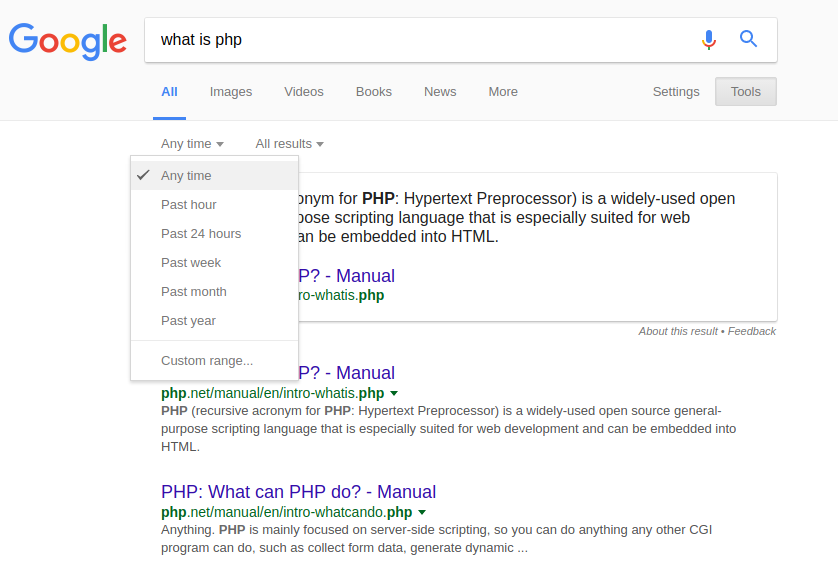 Google
what is php
All Images Videos Books News More Settings Tools
Any time All results
Any time
Past hour
Past 24 hours
Past week
Past month
Past year
Custom range...
for PHP: Hypertext Preprocessor) is a widely-used open
scripting language that is especially suited for web
can be embedded into HTML.
? - Manual
.php
About this result • Feedback
? - Manual
php.net/manual/en/intro-whatis.php
PHP (recursive acronym for PHP: Hypertext Preprocessor) is a widely-used open source general-
purpose scripting language that is especially suited for web development and can be embedded into
HTML.
PHP: What can PHP do? - Manual
php.net/manual/en/intro-whatcando.php
Anything. PHP is mainly focused on server-side scripting, so you can do anything any other CGI
program can do, such as collect form data, generate dynamic ...